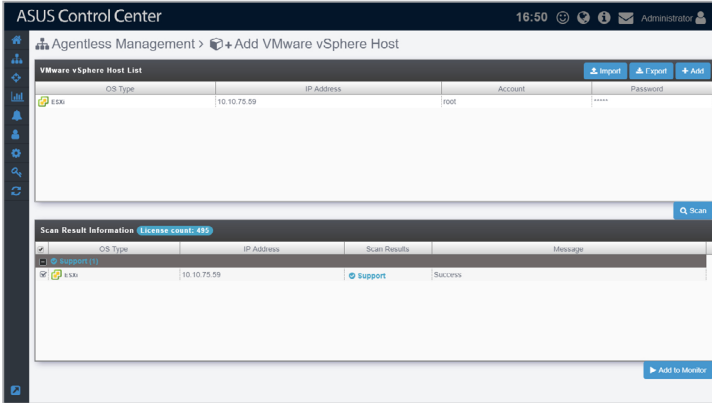 ASUS Control Center
16:50 Administrator
Agentless Management > + Add VMware vSphere Host
VMware vSphere Host List
Import Export + Add
OS Type IP Address Account Password
ESXi 10.10.75.59 root *****
Scan
Scan Result Information License count: 495
OS Type IP Address Scan Results Message
Support (1)
ESXi 10.10.75.59 Support Success
Add to Monitor